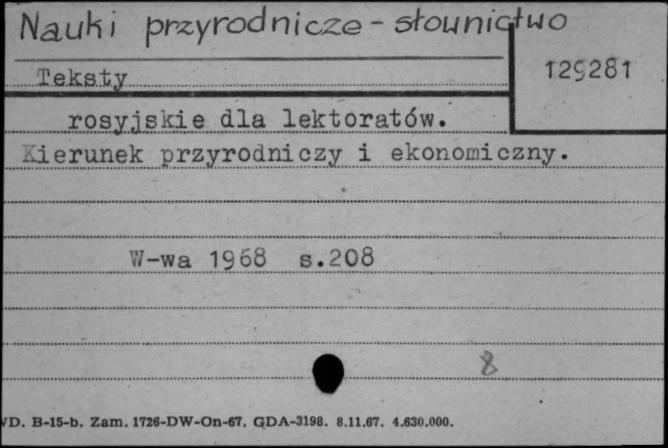 Nauki przyrodnicze - słownictwo
129281
Teksty
rosyjskie dla lektoratów.
Kierunek przyrodniczy i ekonomiczny.
W-wa 1968 s.208
8
VD. B-15-b. Zam. 1726-DW-On-67. GDA-3198. 8.11.67. 4.630.000.